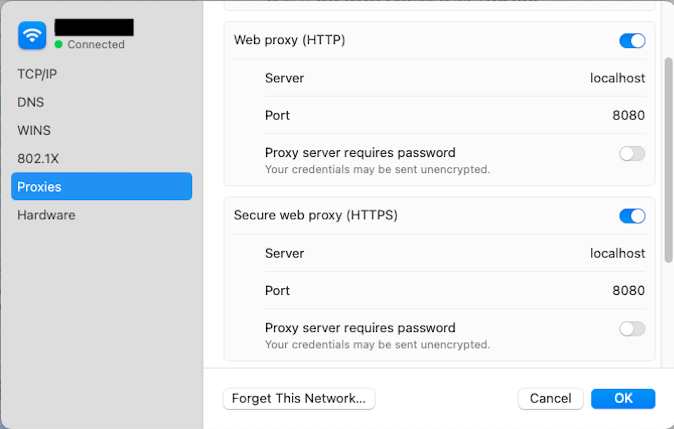 Connected
TCP/IP
DNS
WINS
802.1X
Proxies
Hardware
Web proxy (HTTP)
Server localhost
Port 8080
Proxy server requires password
Your credentials may be sent unencrypted.
Secure web proxy (HTTPS)
Server localhost
Port 8080
Proxy server requires password
Your credentials may be sent unencrypted.
Forget This Network... Cancel OK